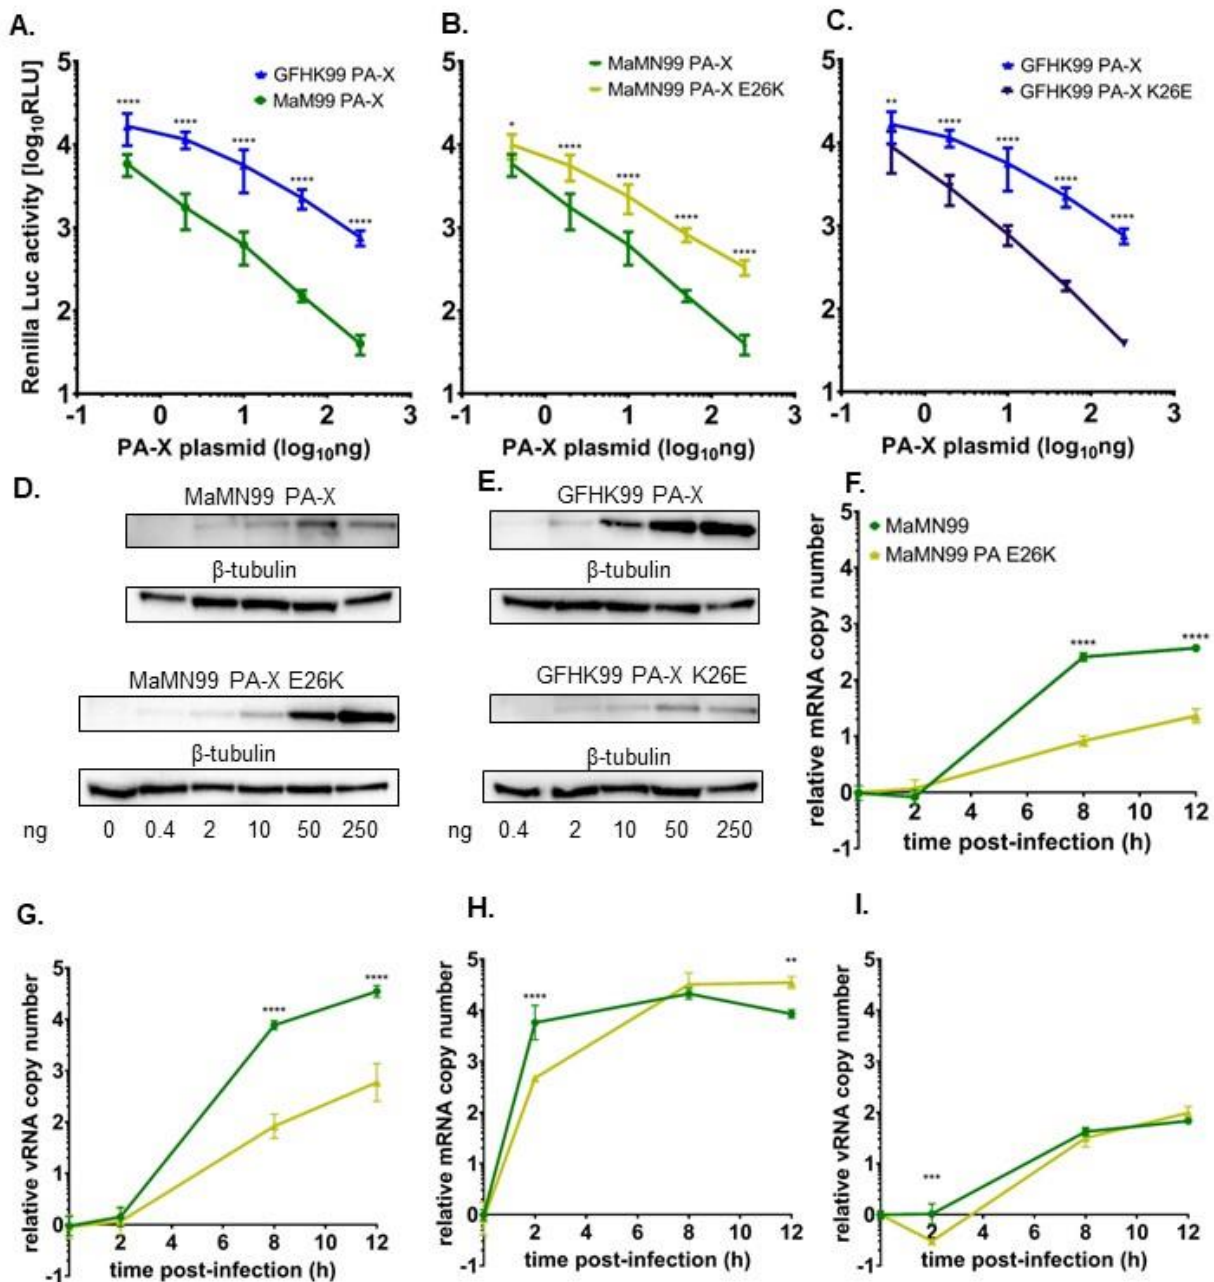 A.
Renilla Luc activity [log10RLU]
5
4
3
2
1
-1 0 1 2 3
PA-X plasmid (log10ng)
GFHK99 PA-X
MaM99 PA-X
**** **** **** **** ****
B.
5
4
3
2
1
-1 0 1 2 3
PA-X plasmid (log10ng)
MaMN99 PA-X
MaMN99 PA-X E26K
* **** **** **** ****
C.
5
4
3
2
1
-1 0 1 2 3
PA-X plasmid (log10ng)
GFHK99 PA-X
GFHK99 PA-X K26E
** **** **** **** ****
D.
MaMN99 PA-X
β-tubulin
MaMN99 PA-X E26K
β-tubulin
ng 0 0.4 2 10 50 250
E.
GFHK99 PA-X
β-tubulin
GFHK99 PA-X K26E
β-tubulin
ng 0.4 2 10 50 250
F.
relative mRNA copy number
5
4
3
2
1
0
-1
2 4 6 8 10 12
time post-infection (h)
MaMN99
MaMN99 PA E26K
**** ****
G.
relative vRNA copy number
5
4
3
2
1
0
-1
2 4 6 8 10 12
time post-infection (h)
**** ****
H.
relative mRNA copy number
5
4
3
2
1
0
-1
2 4 6 8 10 12
time post-infection (h)
**** **
I.
relative vRNA copy number
5
4
3
2
1
0
-1
2 4 6 8 10 12
time post-infection (h)
***